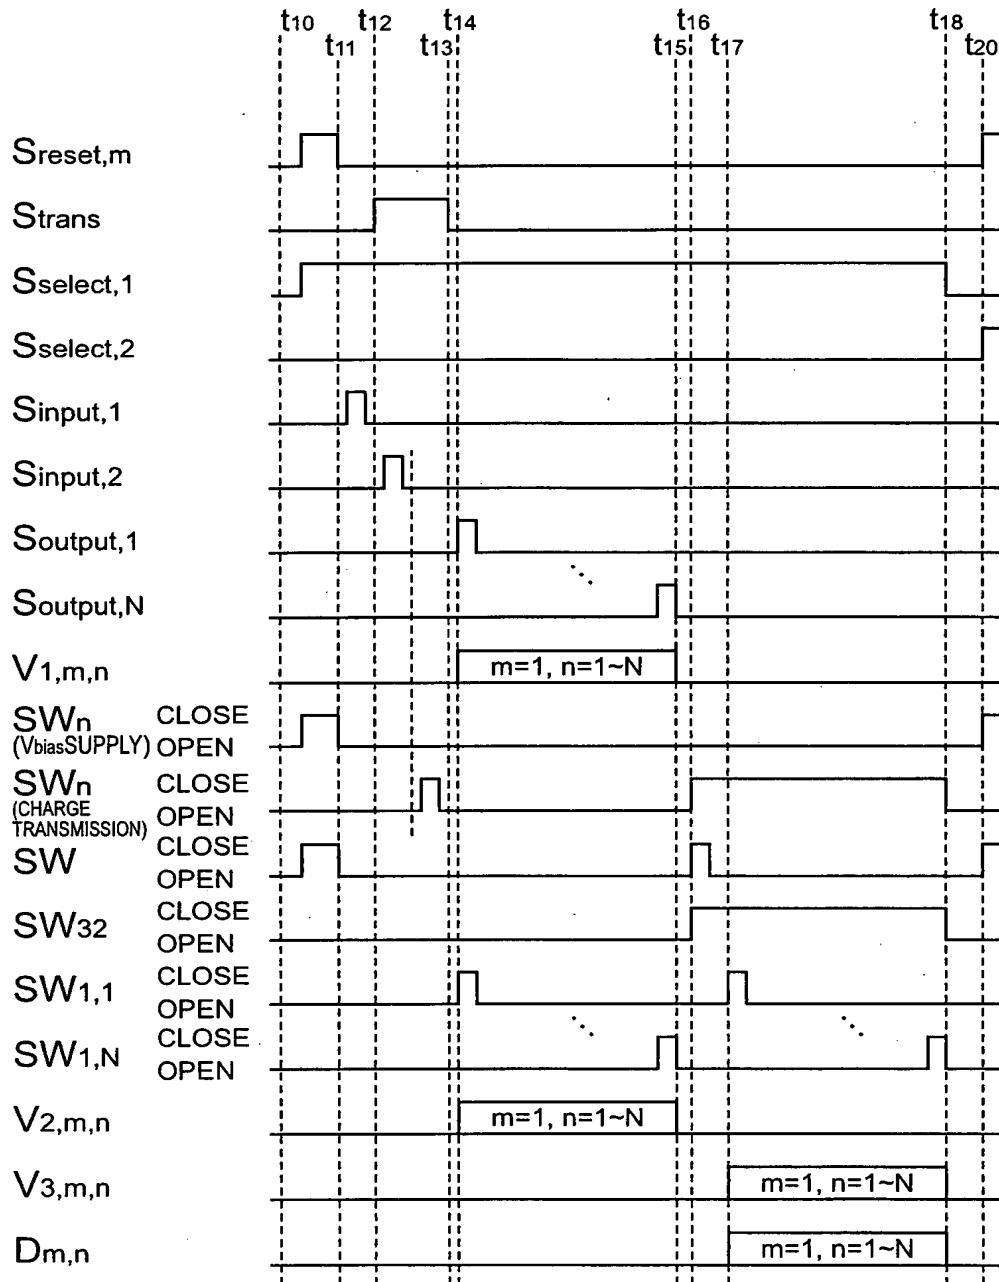 t10 t12 t14 t16 t18
t11 t13 t15 t17 t20
Sreset,m
Strans
Sselect,1
Sselect,2
Sinput,1
Sinput,2
Soutput,1
Soutput,N
V1,m,n m=1, n=1~N
SWn CLOSE
(VbiasSUPPLY) OPEN
SWn CLOSE
(CHARGE OPEN
TRANSMISSION)
SW CLOSE
OPEN
SW32 CLOSE
OPEN
SW1,1 CLOSE
OPEN
SW1,N CLOSE
OPEN
V2,m,n m=1, n=1~N
V3,m,n m=1, n=1~N
Dm,n m=1, n=1~N